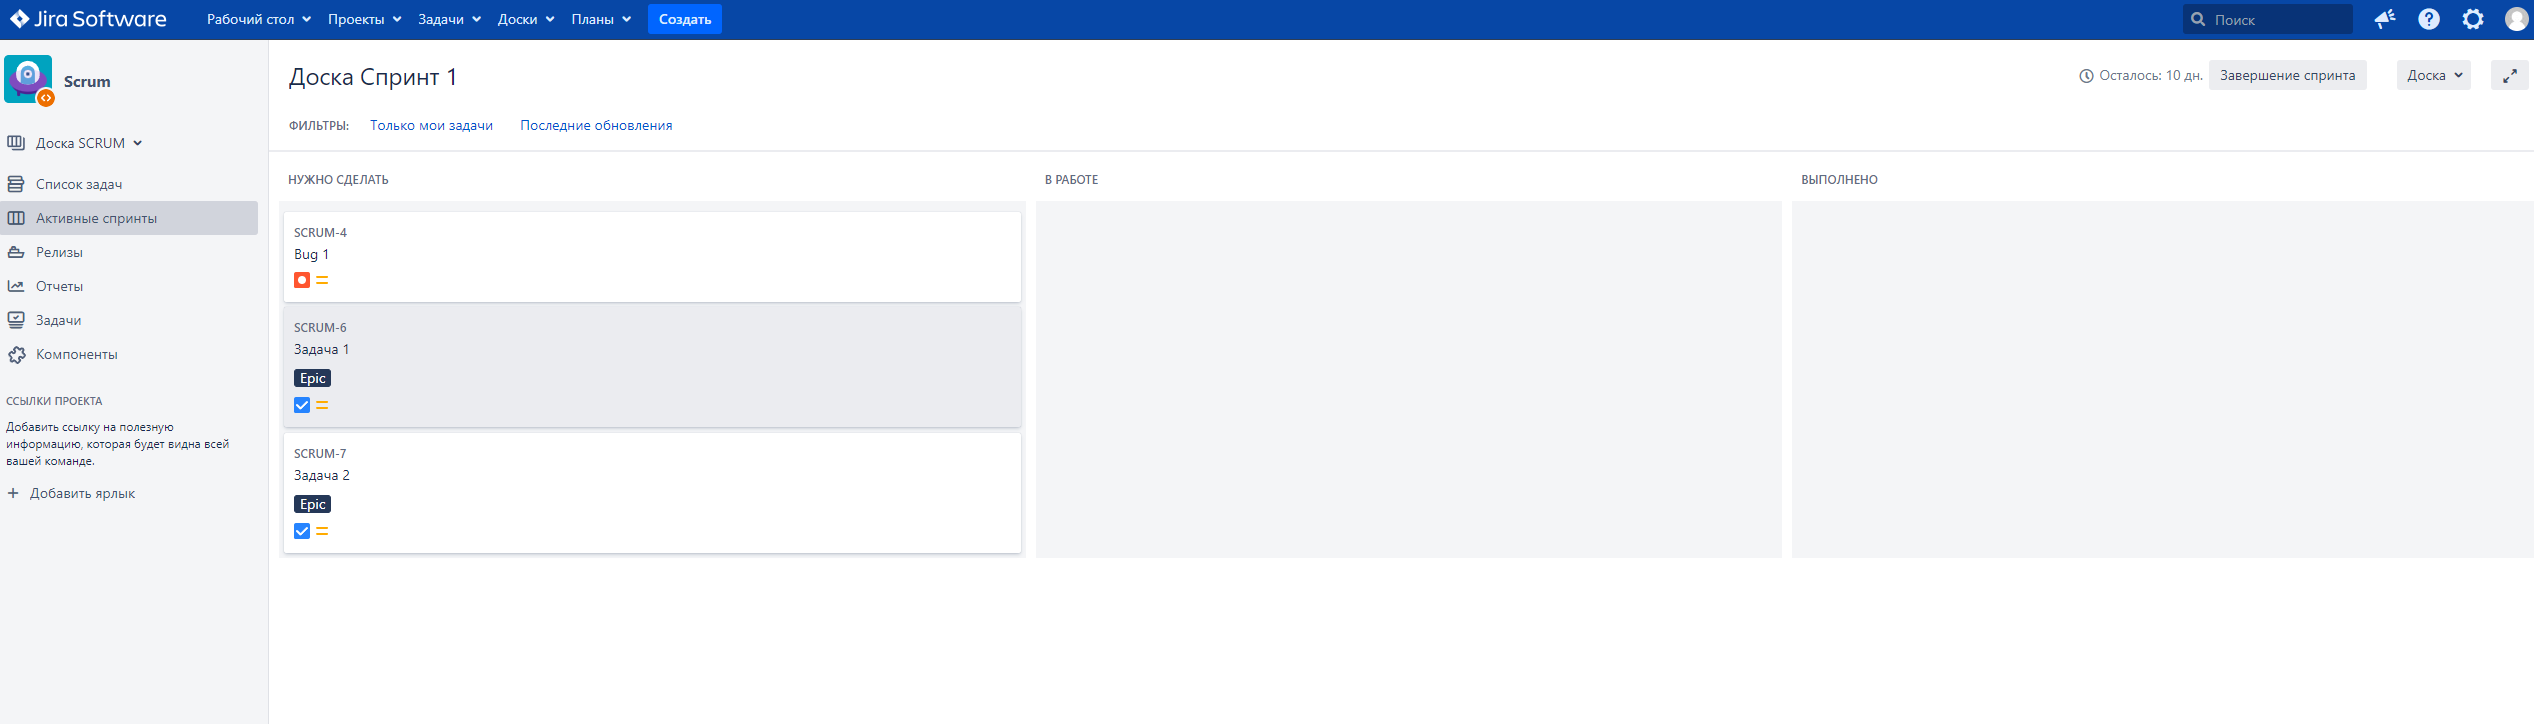 Jira Software
Рабочий стол
Проекты
Задачи
Доски
Планы
Создать
Поиск
Scrum
Доска SCRUM
Список задач
Активные спринты
Релизы
Отчеты
Задачи
Компоненты
ССЫЛКИ ПРОЕКТА
Добавить ссылку на полезную
информацию, которая будет видна всей
вашей команде.
+ Добавить ярлык
Доска Спринт 1
Осталось: 10 дн.
Завершение спринта
Доска
ФИЛЬТРЫ:
Только мои задачи
Последние обновления
НУЖНО СДЕЛАТЬ
В РАБОТЕ
ВЫПОЛНЕНО
SCRUM-4
Bug 1
SCRUM-6
Задача 1
Epic
SCRUM-7
Задача 2
Epic